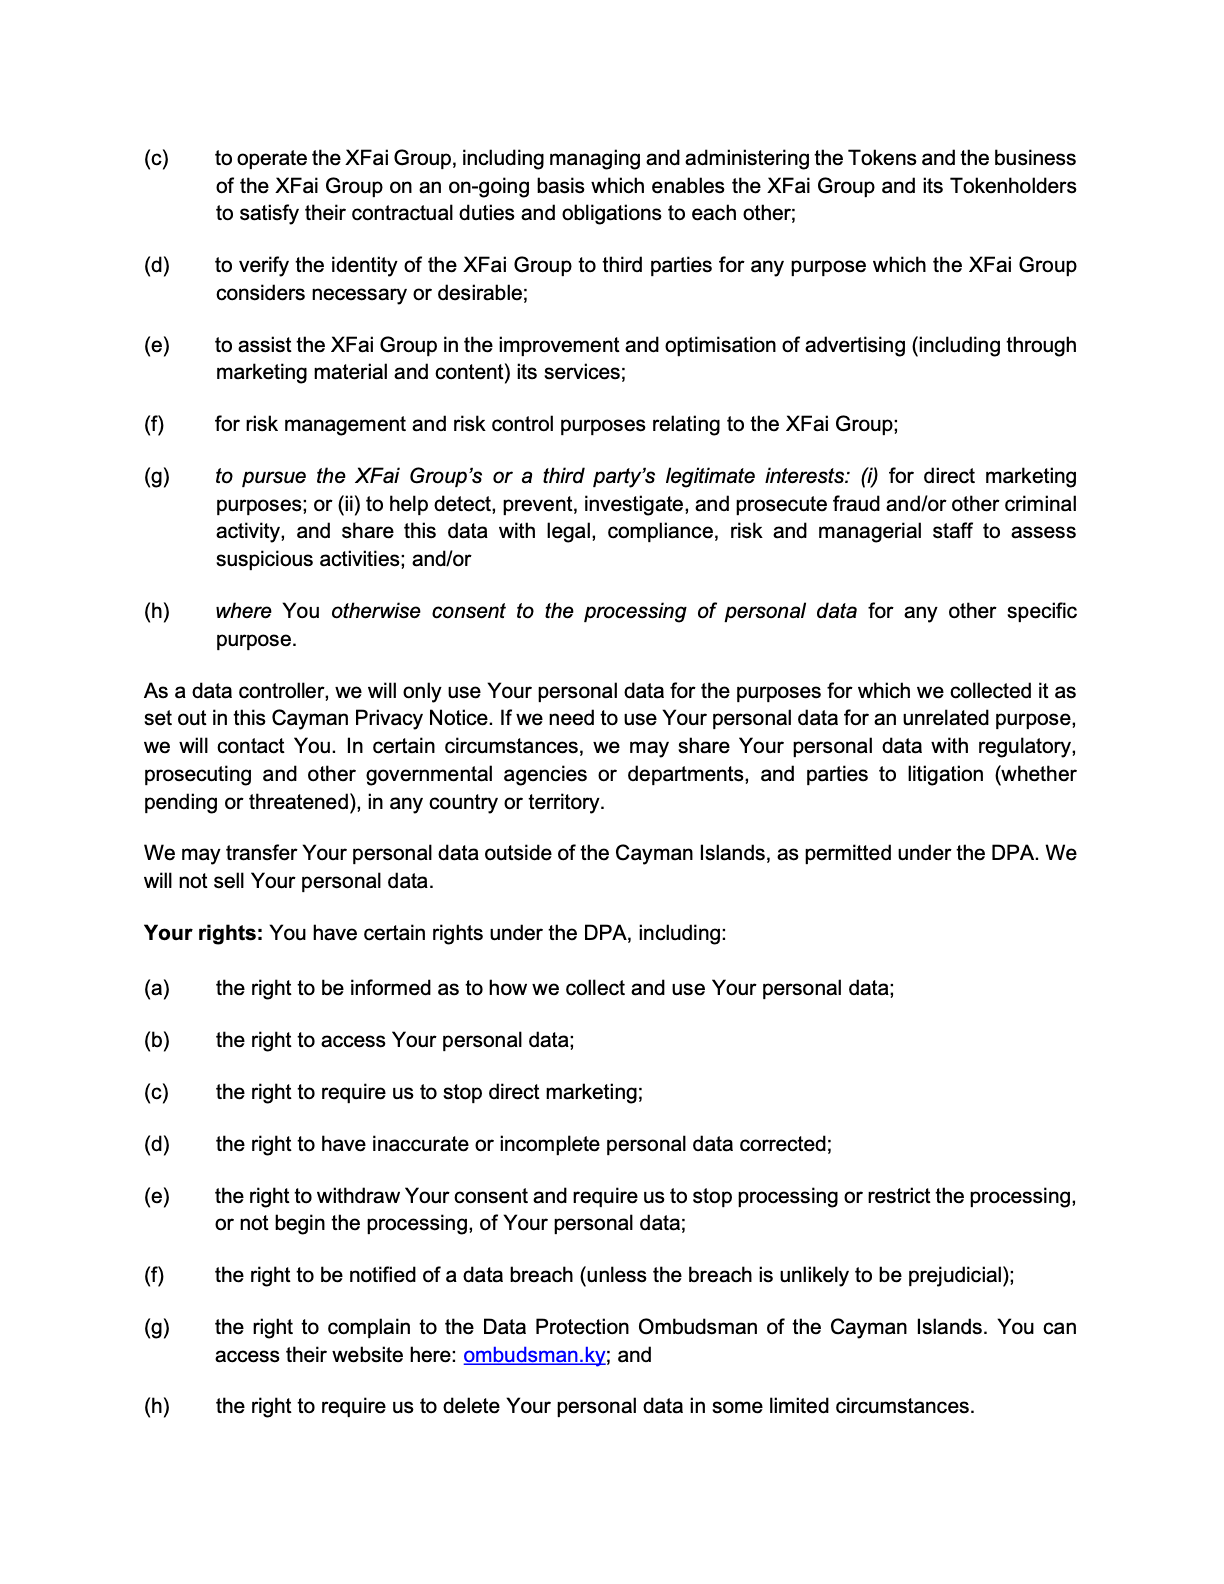 (c) to operate the XFai Group, including managing and administering the Tokens and the business
of the XFai Group on an on-going basis which enables the XFai Group and its Tokenholders
to satisfy their contractual duties and obligations to each other;
(d) to verify the identity of the XFai Group to third parties for any purpose which the XFai Group
considers necessary or desirable;
(e) to assist the XFai Group in the improvement and optimisation of advertising (including through
marketing material and content) its services;
(f) for risk management and risk control purposes relating to the XFai Group;
(g) to pursue the XFai Group’s or a third party’s legitimate interests: (i) for direct marketing
purposes; or (ii) to help detect, prevent, investigate, and prosecute fraud and/or other criminal
activity, and share this data with legal, compliance, risk and managerial staff to assess
suspicious activities; and/or
(h) where You otherwise consent to the processing of personal data for any other specific
purpose.
As a data controller, we will only use Your personal data for the purposes for which we collected it as
set out in this Cayman Privacy Notice. If we need to use Your personal data for an unrelated purpose,
we will contact You. In certain circumstances, we may share Your personal data with regulatory,
prosecuting and other governmental agencies or departments, and parties to litigation (whether
pending or threatened), in any country or territory.
We may transfer Your personal data outside of the Cayman Islands, as permitted under the DPA. We
will not sell Your personal data.
Your rights: You have certain rights under the DPA, including:
(a) the right to be informed as to how we collect and use Your personal data;
(b) the right to access Your personal data;
(c) the right to require us to stop direct marketing;
(d) the right to have inaccurate or incomplete personal data corrected;
(e) the right to withdraw Your consent and require us to stop processing or restrict the processing,
or not begin the processing, of Your personal data;
(f) the right to be notified of a data breach (unless the breach is unlikely to be prejudicial);
(g) the right to complain to the Data Protection Ombudsman of the Cayman Islands. You can
access their website here: ombudsman.ky; and
(h) the right to require us to delete Your personal data in some limited circumstances.